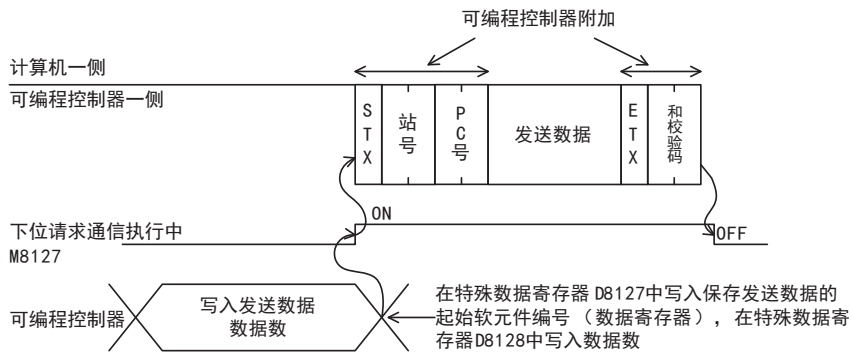 可编程控制器附加
计算机一侧
可编程控制器一侧
STX
站号
PC号
发送数据
ETX
和校验码
ON
下位请求通信执行中
M8127
OFF
可编程控制器
写入发送数据
数据数
在特殊数据寄存器 D8127中写入保存发送数据的
起始软元件编号 (数据寄存器), 在特殊数据寄
存器D8128中写入数据数